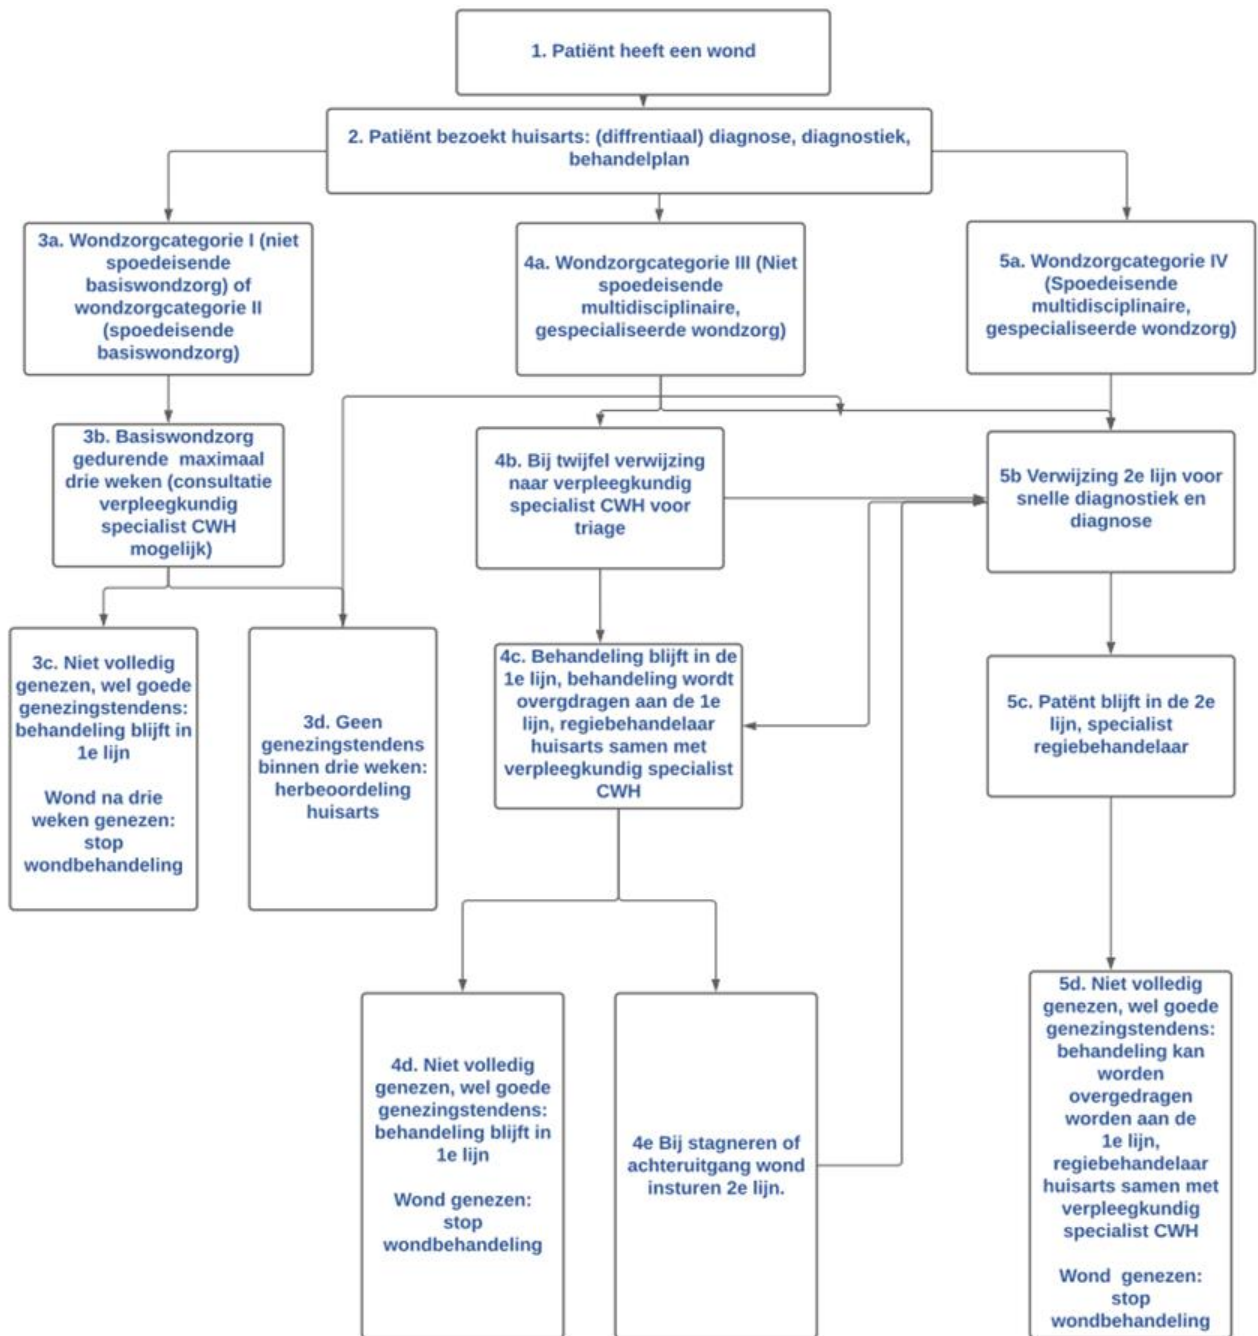 1. Patiënt heeft een wond
2. Patiënt bezoekt huisarts: (diffrentiaal) diagnose, diagnostiek,
behandelplan
3a. Wondzorgcategorie I (niet
spoedeisende
basiswondzorg) of
wondzorgcategorie II
(spoedeisende
basiswondzorg)
4a. Wondzorgcategorie III (Niet
spoedeisende
multidisciplinaire,
gespecialiseerde wondzorg)
5a. Wondzorgcategorie IV
(Spoedeisende
multidisciplinaire,
gespecialiseerde wondzorg)
3b. Basiswondzorg
gedurende maximaal
drie weken (consultatie
verpleegkundig
specialist CWH
mogelijk)
4b. Bij twijfel verwijzing
naar verpleegkundig
specialist CWH voor
triage
5b Verwijzing 2e lijn voor
snelle diagnostiek en
diagnose
3c. Niet volledig
genezen, wel goede
genezingstendens:
behandeling blijft in
1e lijn
Wond na drie
weken genezen:
stop
wondbehandeling
3d. Geen
genezingstendens
binnen drie weken:
herbeoordeling
huisarts
4c. Behandeling blijft in de
1e lijn, behandeling wordt
overgdragen aan de 1e
lijn, regiebehandelaar
huisarts samen met
verpleegkundig specialist
CWH
5c. Patënt blijft in de 2e
lijn, specialist
regiebehandelaar
4d. Niet volledig
genezen, wel goede
genezingstendens:
behandeling blijft in
1e lijn
Wond genezen:
stop
wondbehandeling
4e Bij stagneren of
achteruitgang wond
insturen 2e lijn.
5d. Niet volledig
genezen, wel goede
genezingstendens:
behandeling kan
worden
overgedragen
worden aan de
1e lijn,
regiebehandelaar
huisarts samen met
verpleegkundig
specialist CWH
Wond genezen:
stop
wondbehandeling